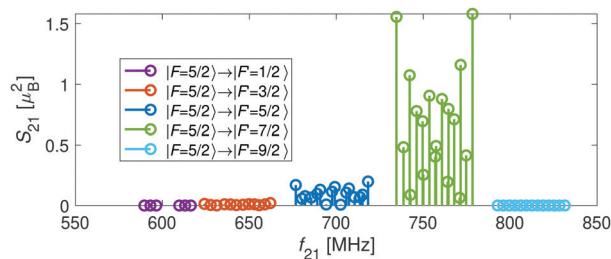 1.5
1
0.5
0
S21 [μB2]
|F=5/2⟩→|F=1/2⟩
|F=5/2⟩→|F=3/2⟩
|F=5/2⟩→|F=5/2⟩
|F=5/2⟩→|F=7/2⟩
|F=5/2⟩→|F=9/2⟩
550 600 650 700 750 800 850
f21 [MHz]